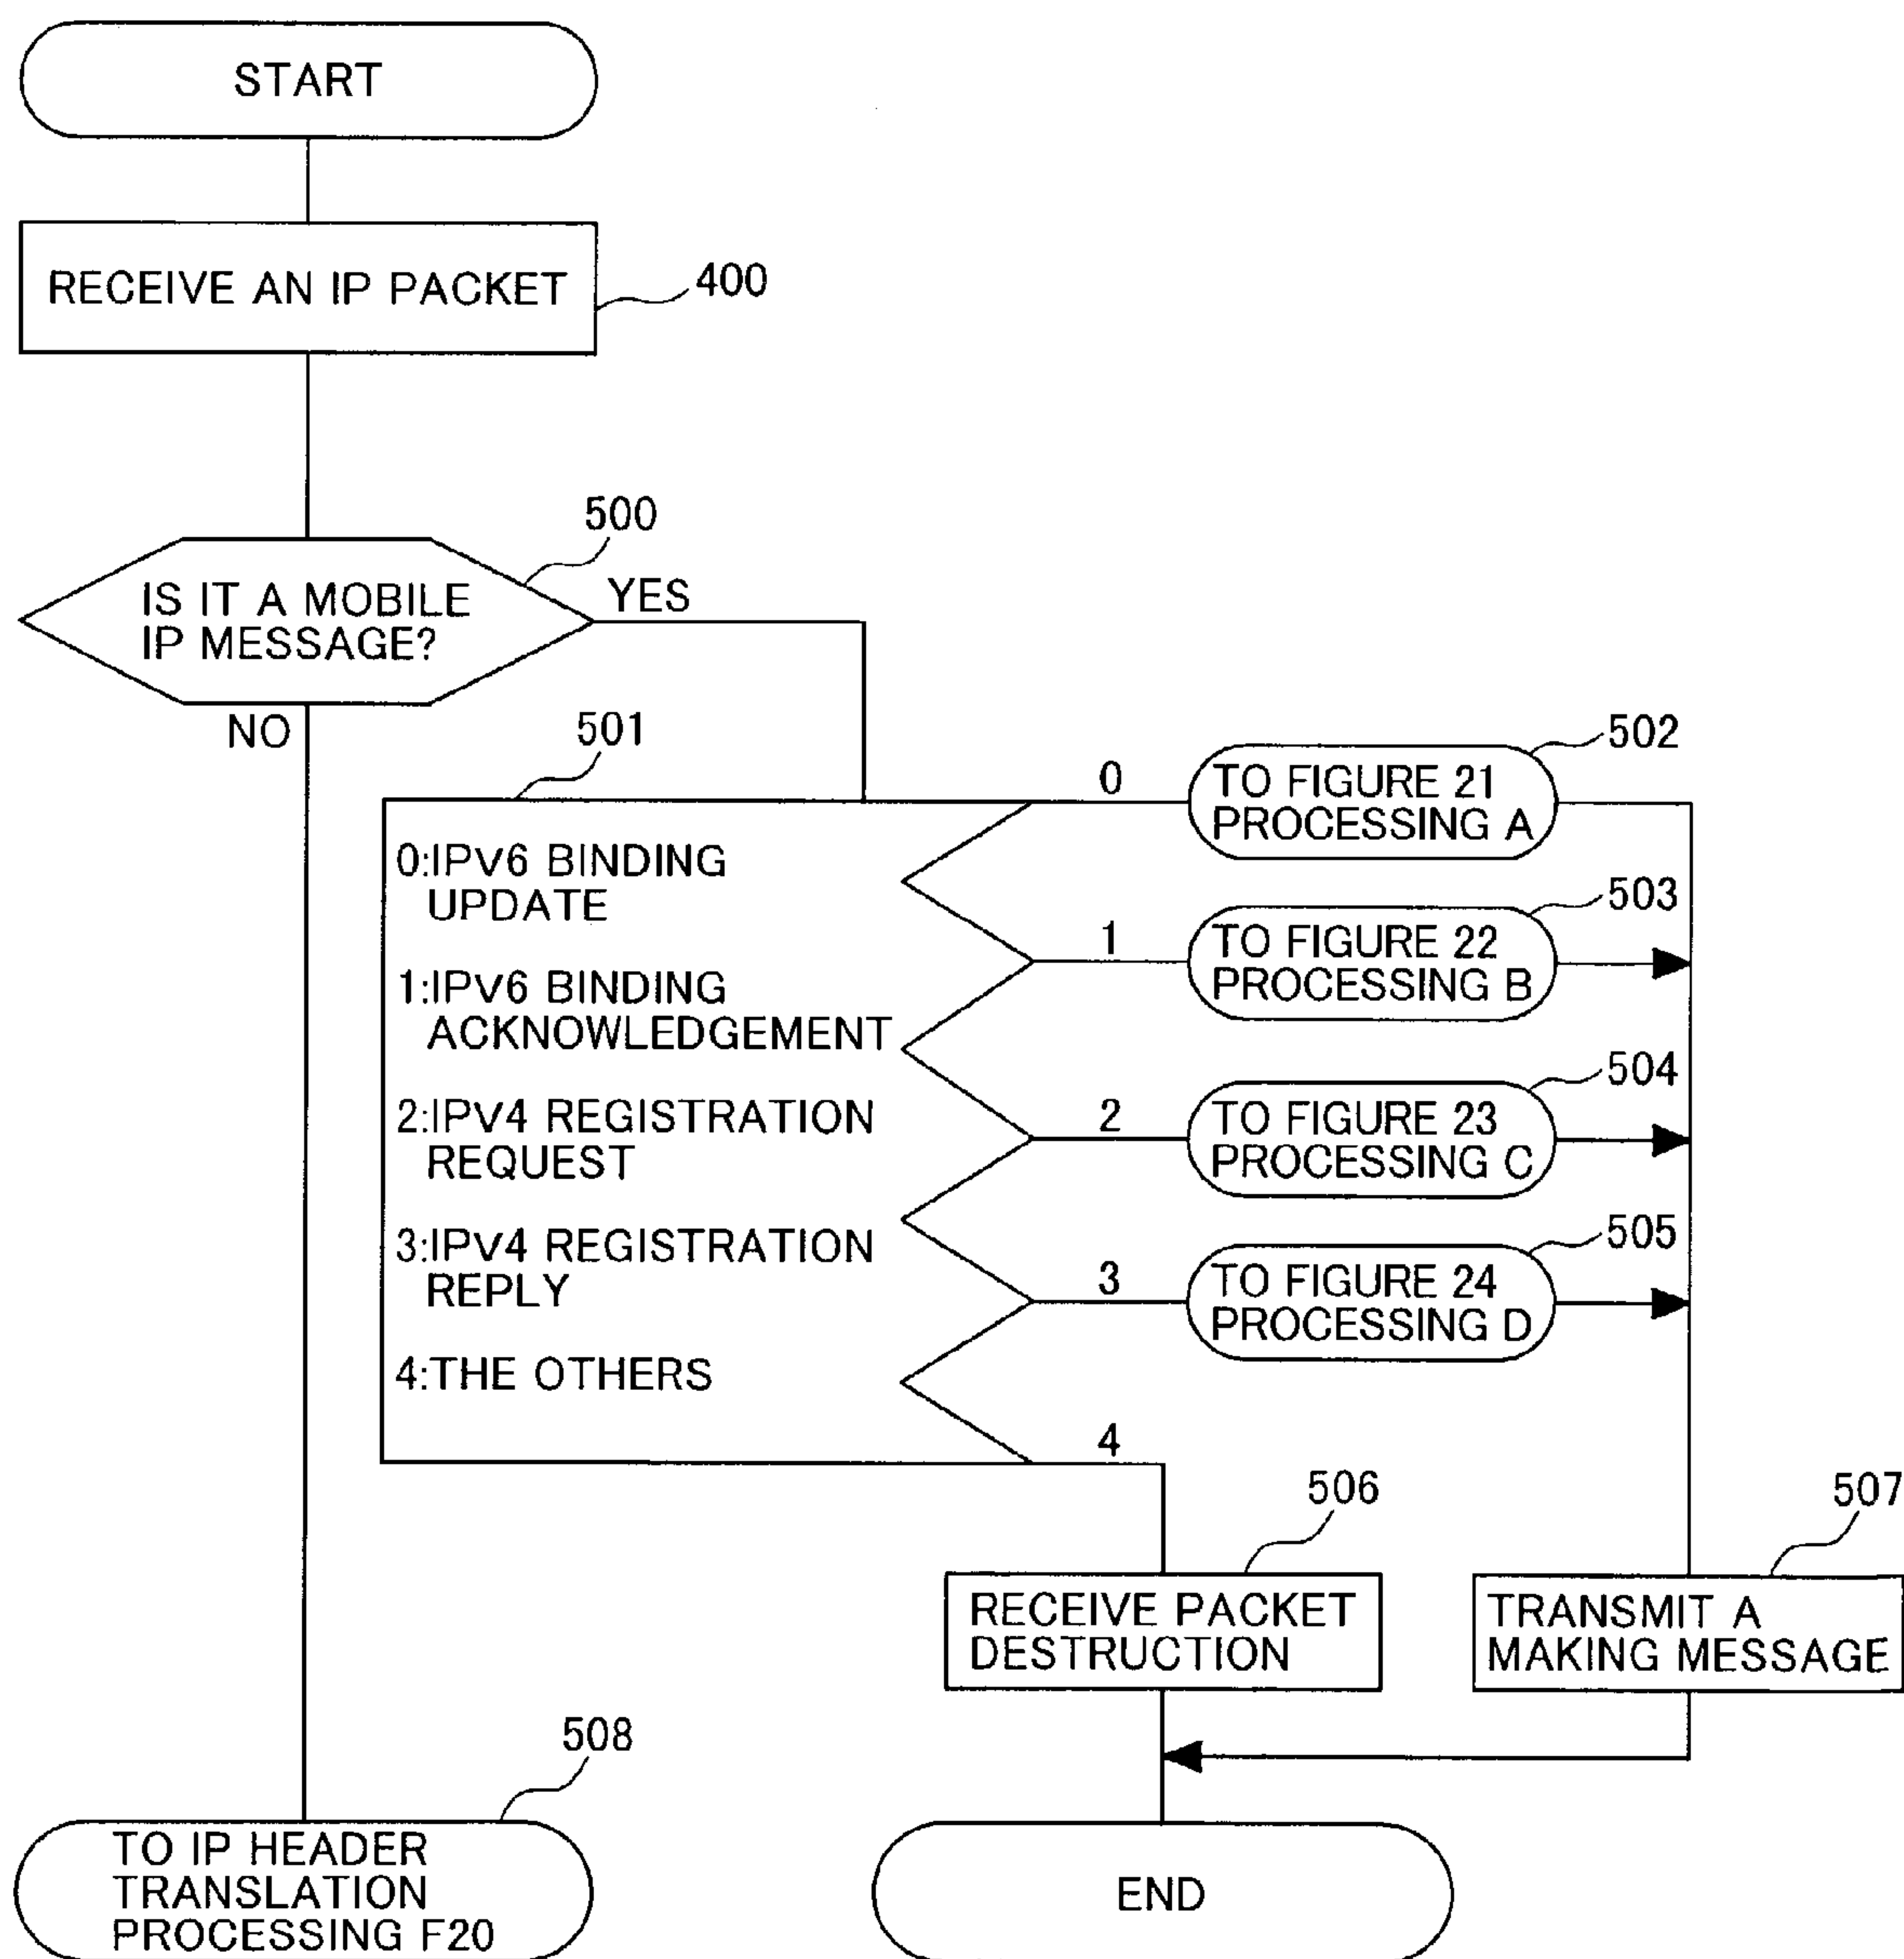 START
RECEIVE AN IP PACKET
400
500
IS IT A MOBILE
IP MESSAGE?
YES
NO
501
0:IPV6 BINDING
UPDATE
1:IPV6 BINDING
ACKNOWLEDGEMENT
2:IPV4 REGISTRATION
REQUEST
3:IPV4 REGISTRATION
REPLY
4:THE OTHERS
0
502
TO FIGURE 21
PROCESSING A
1
503
TO FIGURE 22
PROCESSING B
2
504
TO FIGURE 23
PROCESSING C
3
505
TO FIGURE 24
PROCESSING D
4
506
RECEIVE PACKET
DESTRUCTION
507
TRANSMIT A
MAKING MESSAGE
508
TO IP HEADER
TRANSLATION
PROCESSING F20
END